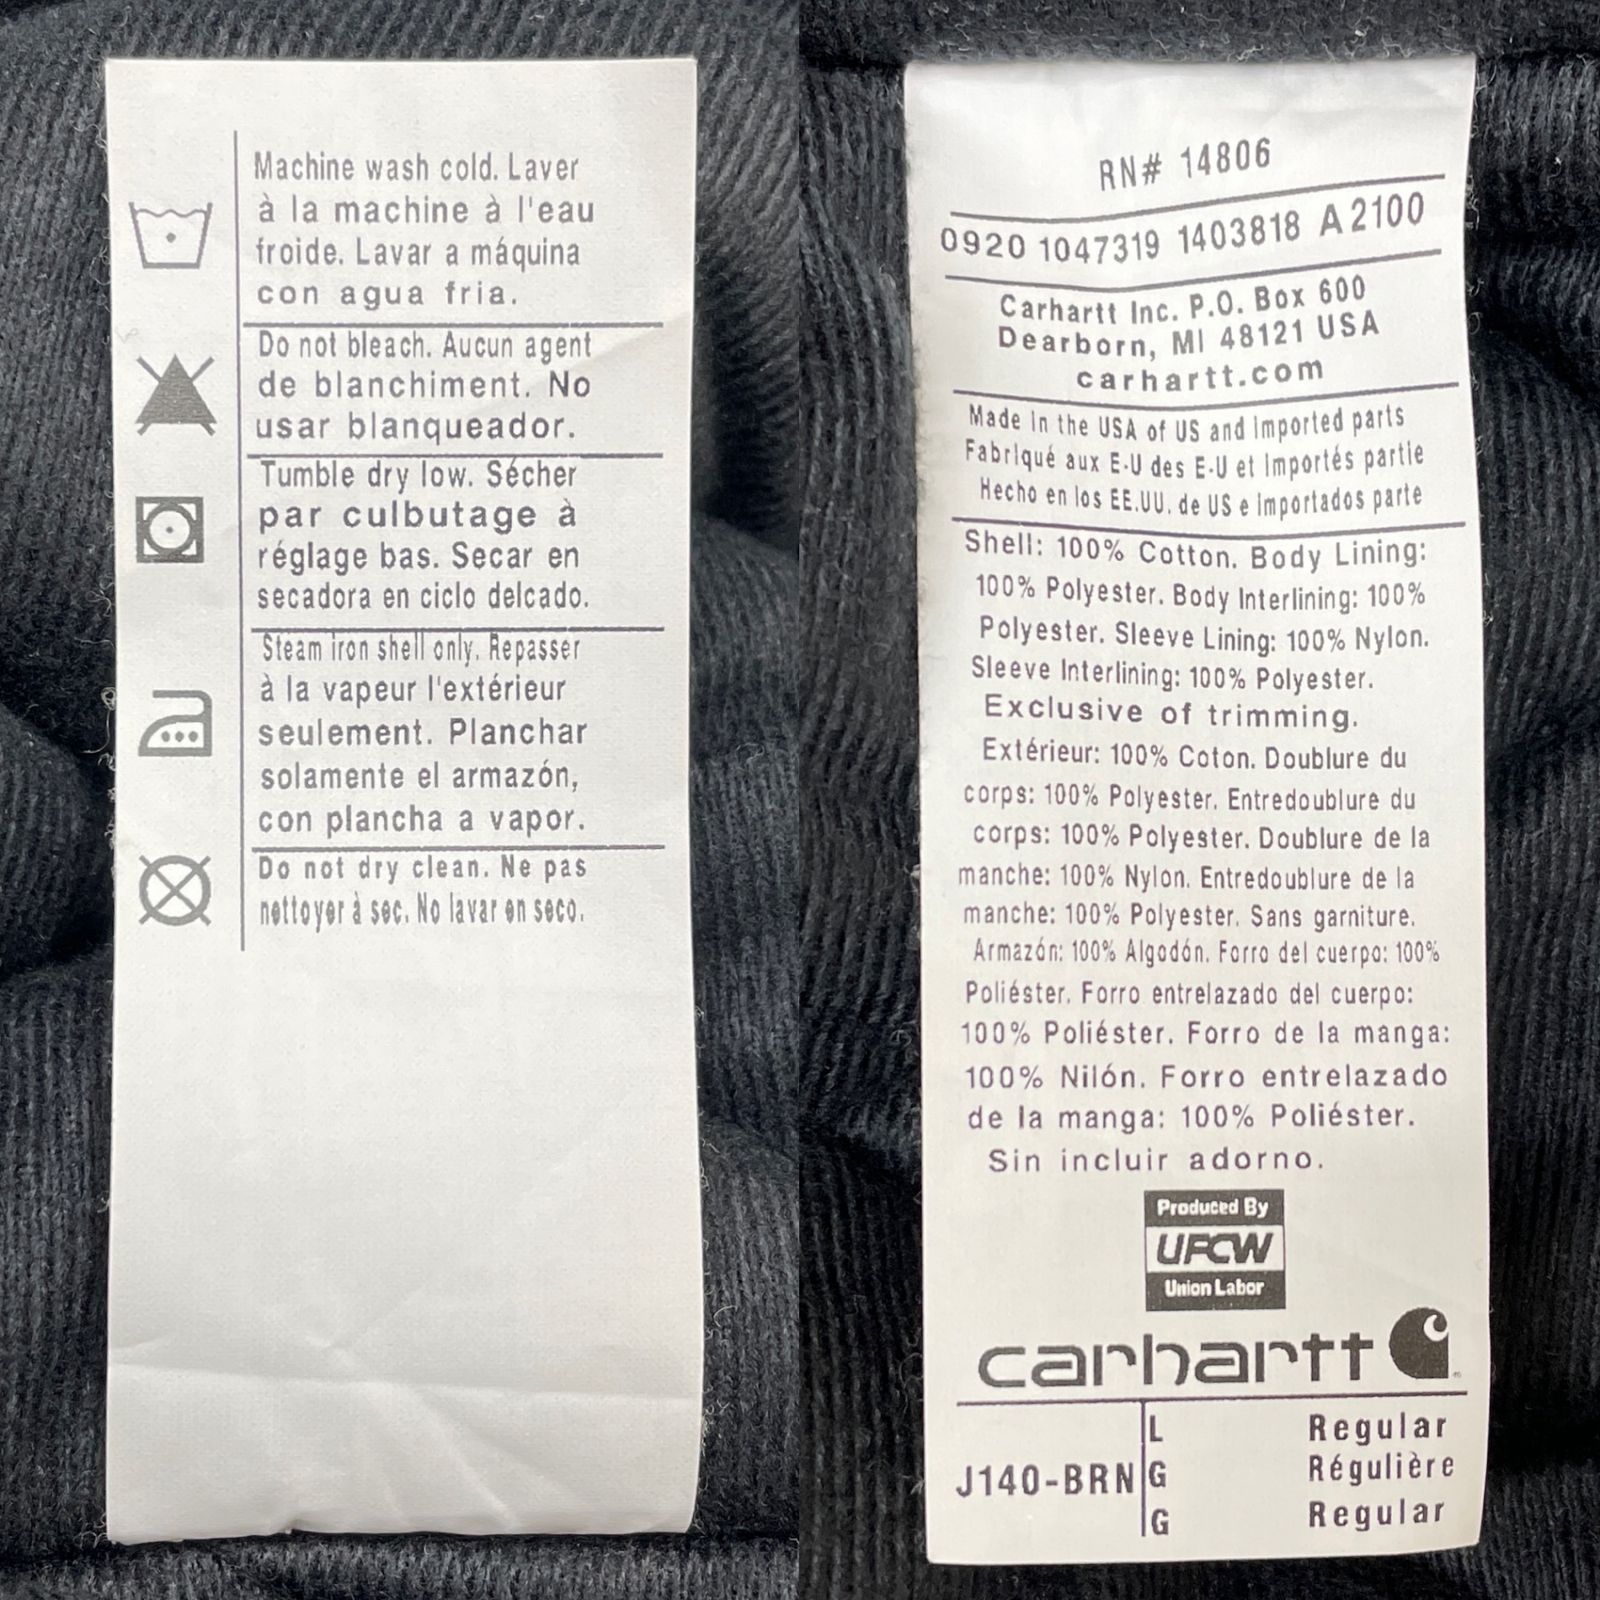 Machine wash cold. Laver
à la machine à l'eau
froide. Lavar a máquina
con agua fria.
Do not bleach. Aucun agent
de blanchiment. No
usar blanqueador.
Tumble dry low. Sécher
par culbutage à
réglage bas. Secar en
secadora en ciclo delcado.
Steam iron shell only. Repasser
à la vapeur l'extérieur
seulement. Planchar
solamente el armazón,
con plancha a vapor.
Do not dry clean. Ne pas
nettoyer à sec. No lavar en seco.
RN# 14806
0920 1047319 1403818 A 2100
Carhartt Inc. P.O. Box 600
Dearborn, MI 48121 USA
carhartt.com
Made in the USA of US and imported parts
Fabriqué aux E-U des E-U et importés partie
Hecho en los EE.UU. de US e importados parte
Shell: 100% Cotton. Body Lining:
100% Polyester. Body Interlining: 100%
Polyester. Sleeve Lining: 100% Nylon.
Sleeve Interlining: 100% Polyester.
Exclusive of trimming.
Extérieur: 100% Coton. Doublure du
corps: 100% Polyester. Entredoublure du
corps: 100% Polyester. Doublure de la
manche: 100% Nylon. Entredoublure de la
manche: 100% Polyester. Sans garniture.
Armazón: 100% Algodón. Forro del cuerpo: 100%
Poliéster. Forro entrelazado del cuerpo:
100% Poliéster. Forro de la manga:
100% Nilón. Forro entrelazado
de la manga: 100% Poliéster.
Sin incluir adorno.
Produced By
UFCW
Union Labor
carhartt
L Regular
J140-BRN G Régulière
G Regular